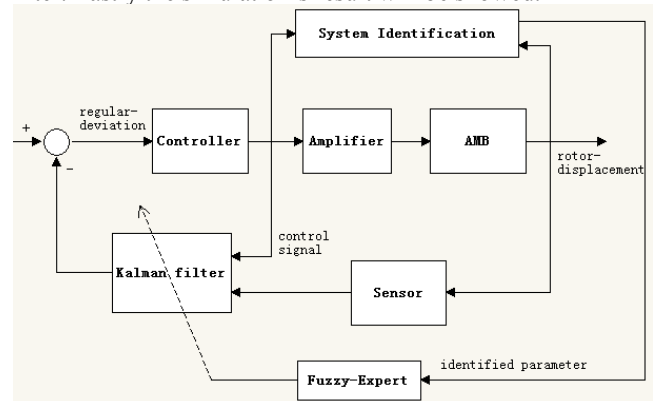 System Identification
regular-
deviation
+
Controller
Amplifier
AMB
rotor-
displacement
-
control
signal
Kalman filter
Sensor
identified parameter
Fuzzy-Expert